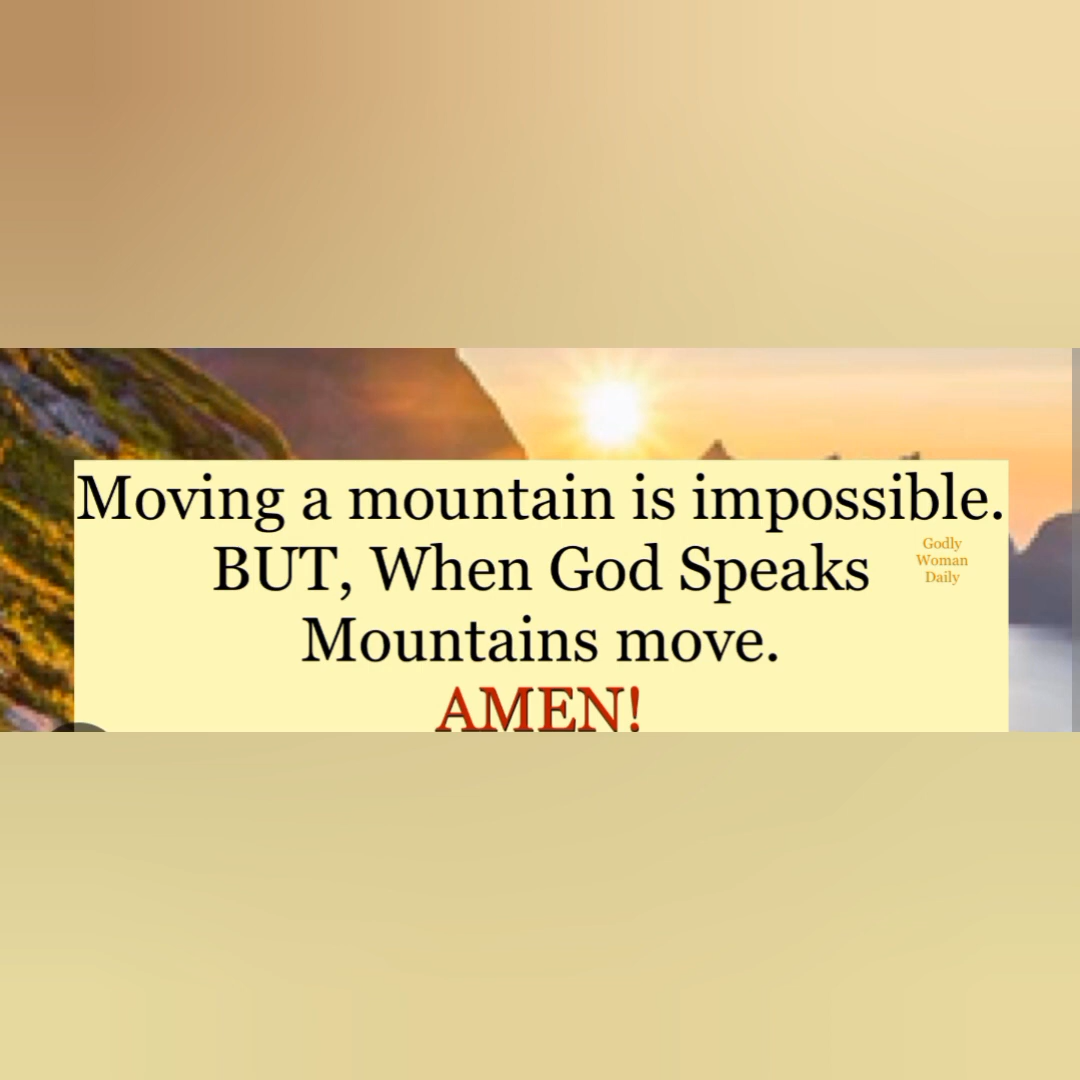 Moving a mountain is impossible.
BUT, When God Speaks
Mountains move.
AMEN!
Godly
Woman
Daily